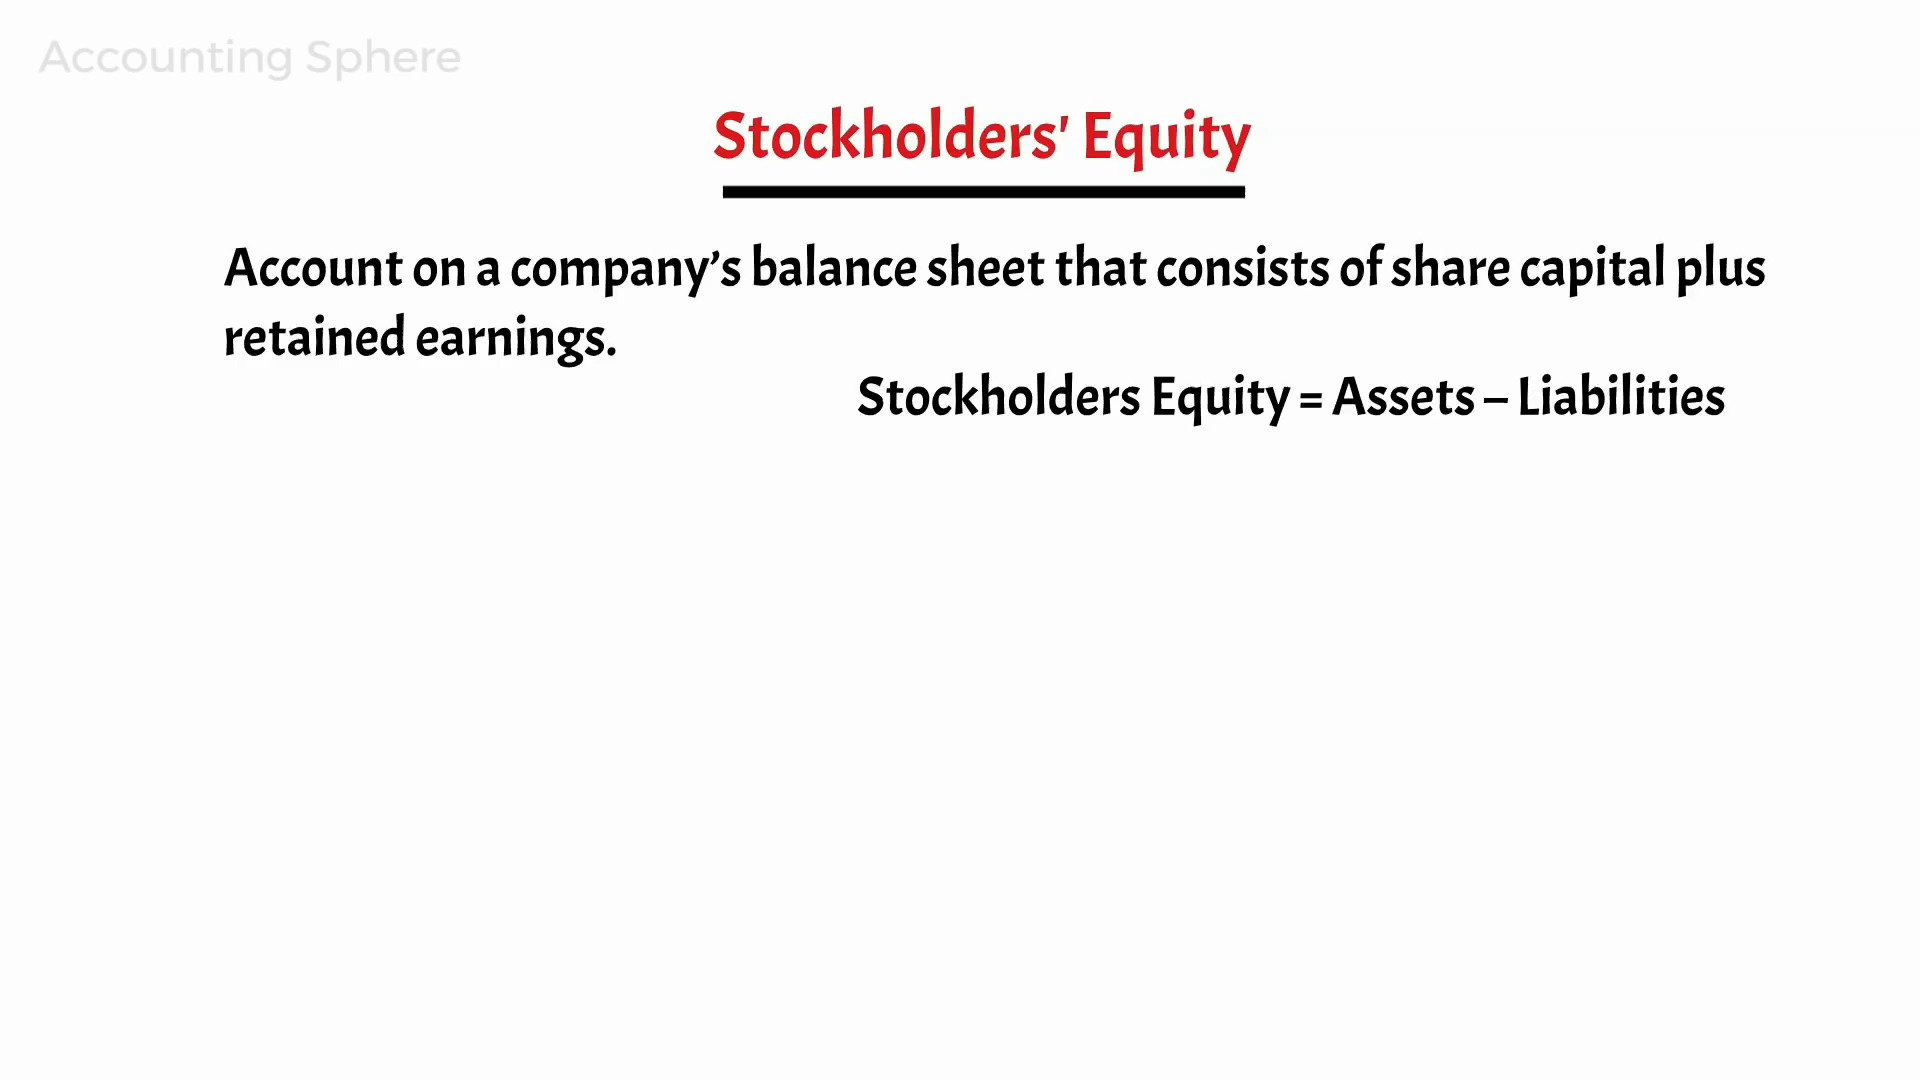 Accounting Sphere
Stockholders' Equity
Account on a company’s balance sheet that consists of share capital plus
retained earnings.
Stockholders Equity = Assets – Liabilities